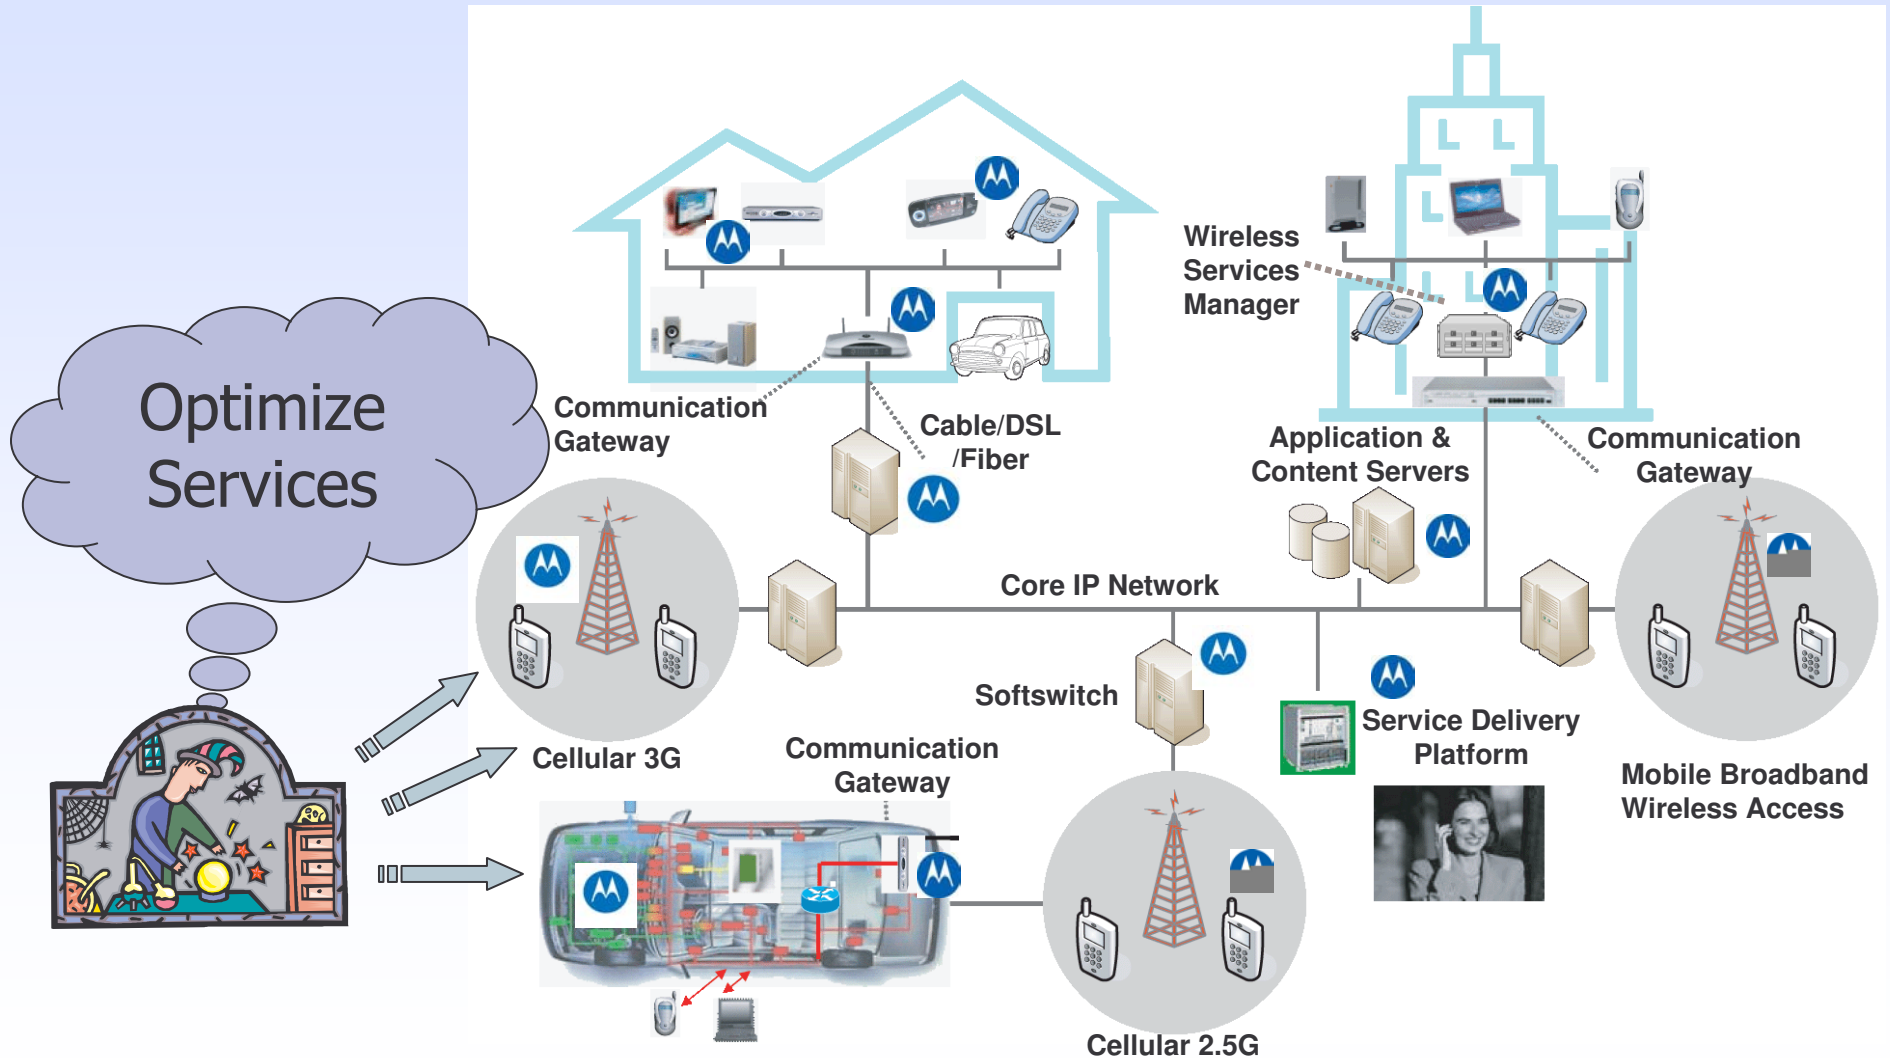 Optimize
Services
Communication
Gateway
Cable/DSL
/Fiber
Wireless
Services
Manager
Application &
Content Servers
Communication
Gateway
Core IP Network
Softswitch
Service Delivery
Platform
Cellular 3G
Communication
Gateway
Mobile Broadband
Wireless Access
Cellular 2.5G